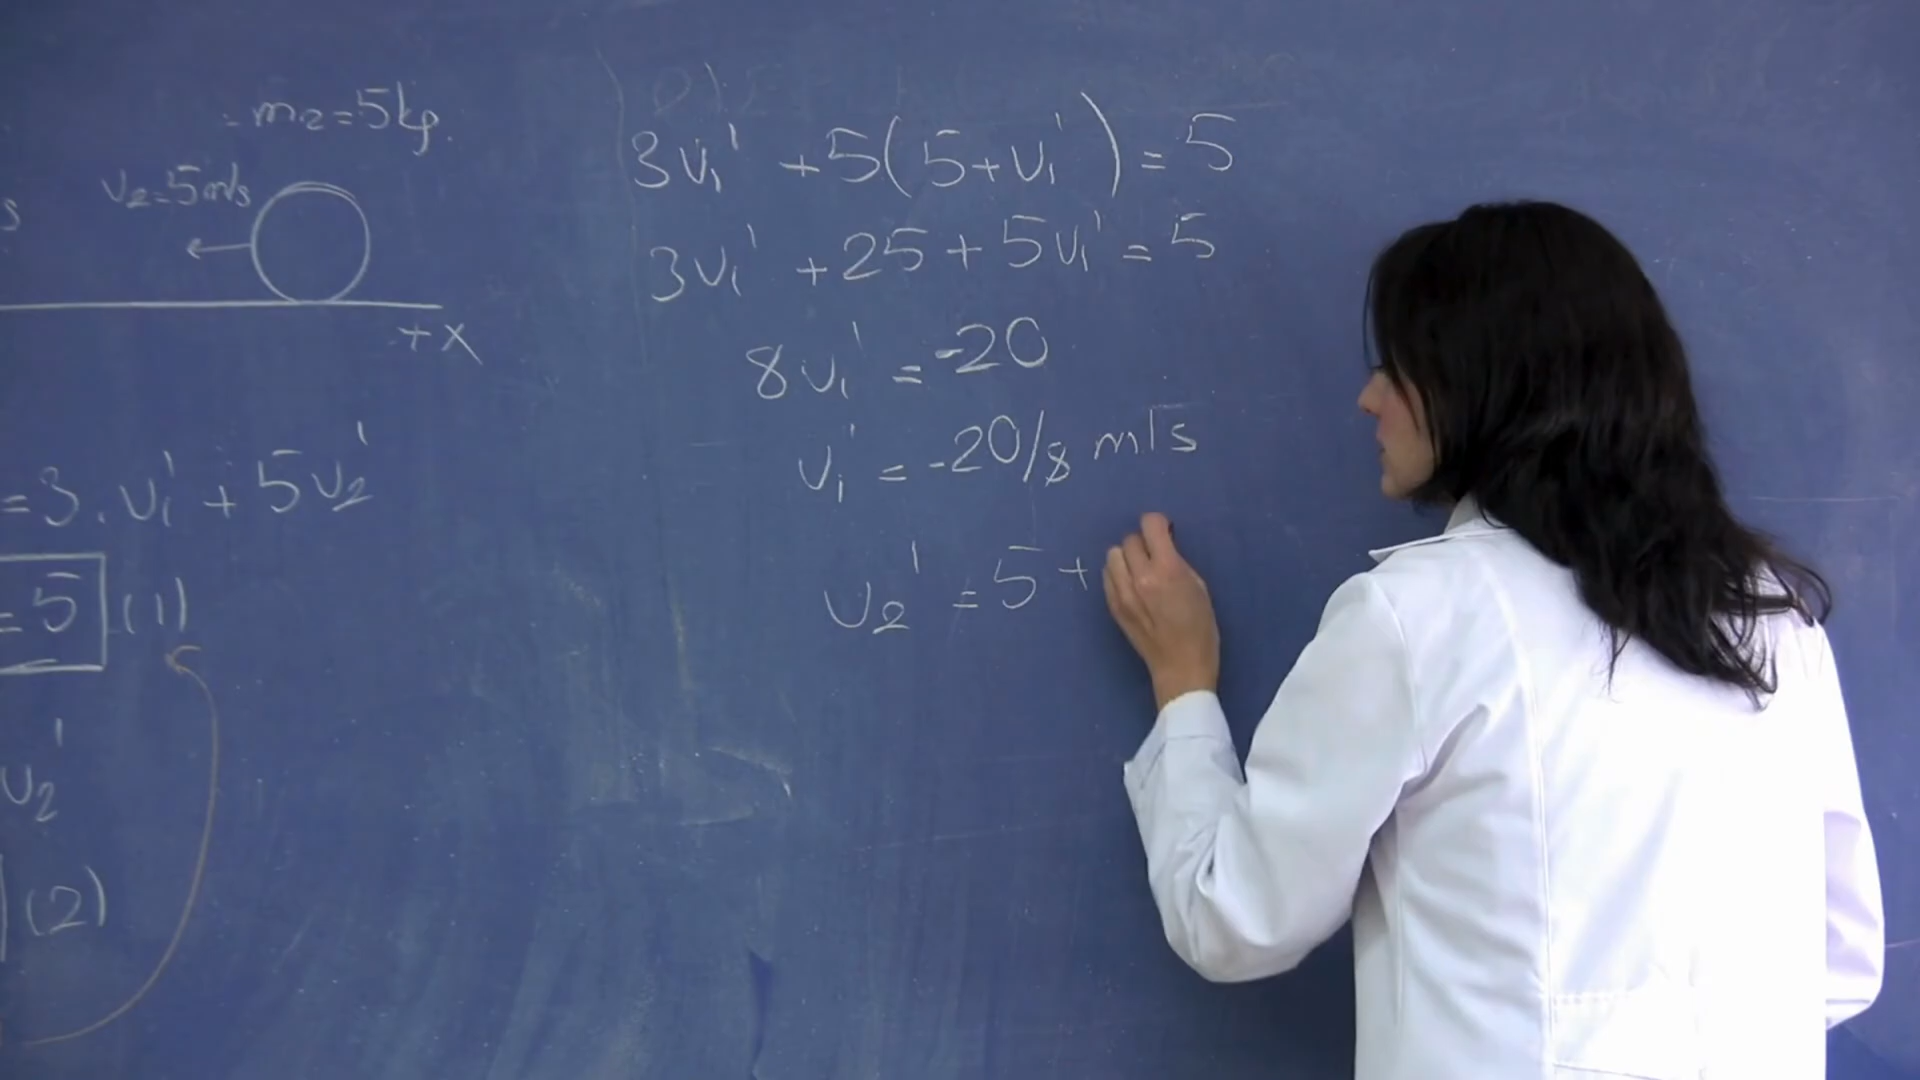 = m2 = 5kg.
v2=5m/s
s
+x
= 3. v1' + 5v2'
= 5 (1)
v2'
(2)
3v1' + 5(5+v1') = 5
3v1' + 25 + 5v1' = 5
8v1' = -20
v1' = -20/8 m/s
v2' = 5 +